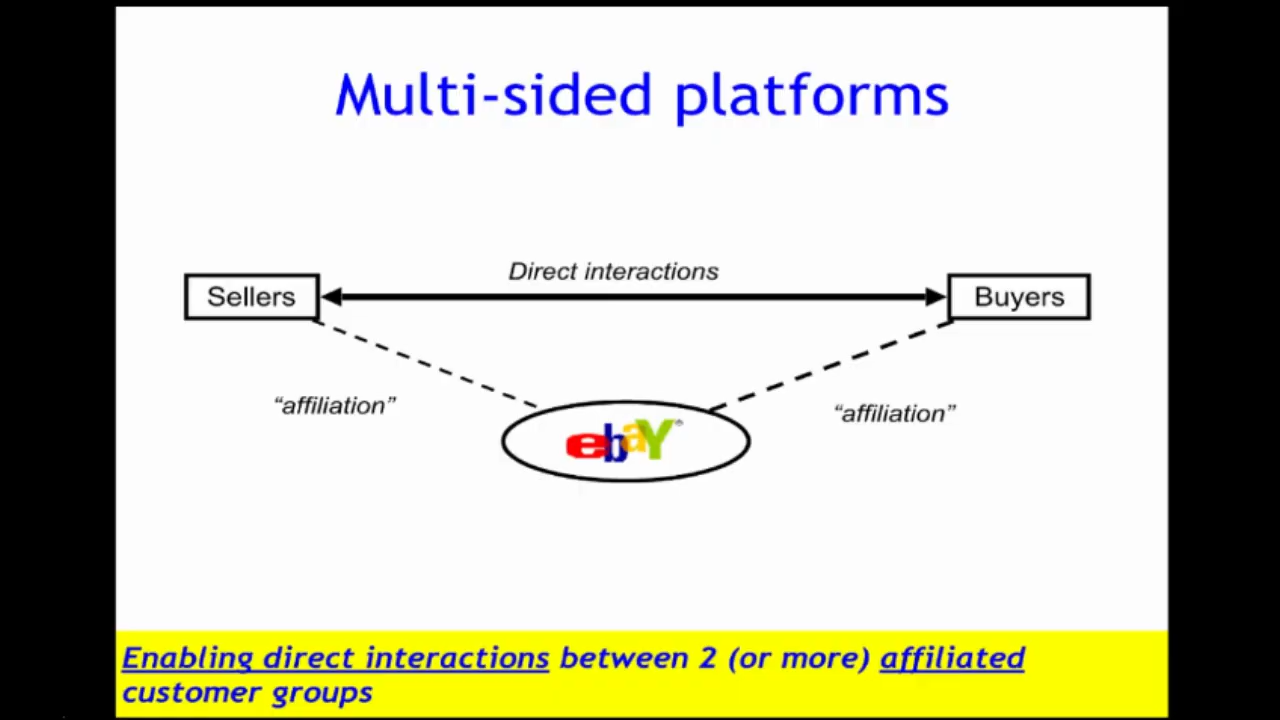 Multi-sided platforms
Direct interactions
Sellers
Buyers
“affiliation”
“affiliation”
ebaY®
Enabling direct interactions between 2 (or more) affiliated
customer groups